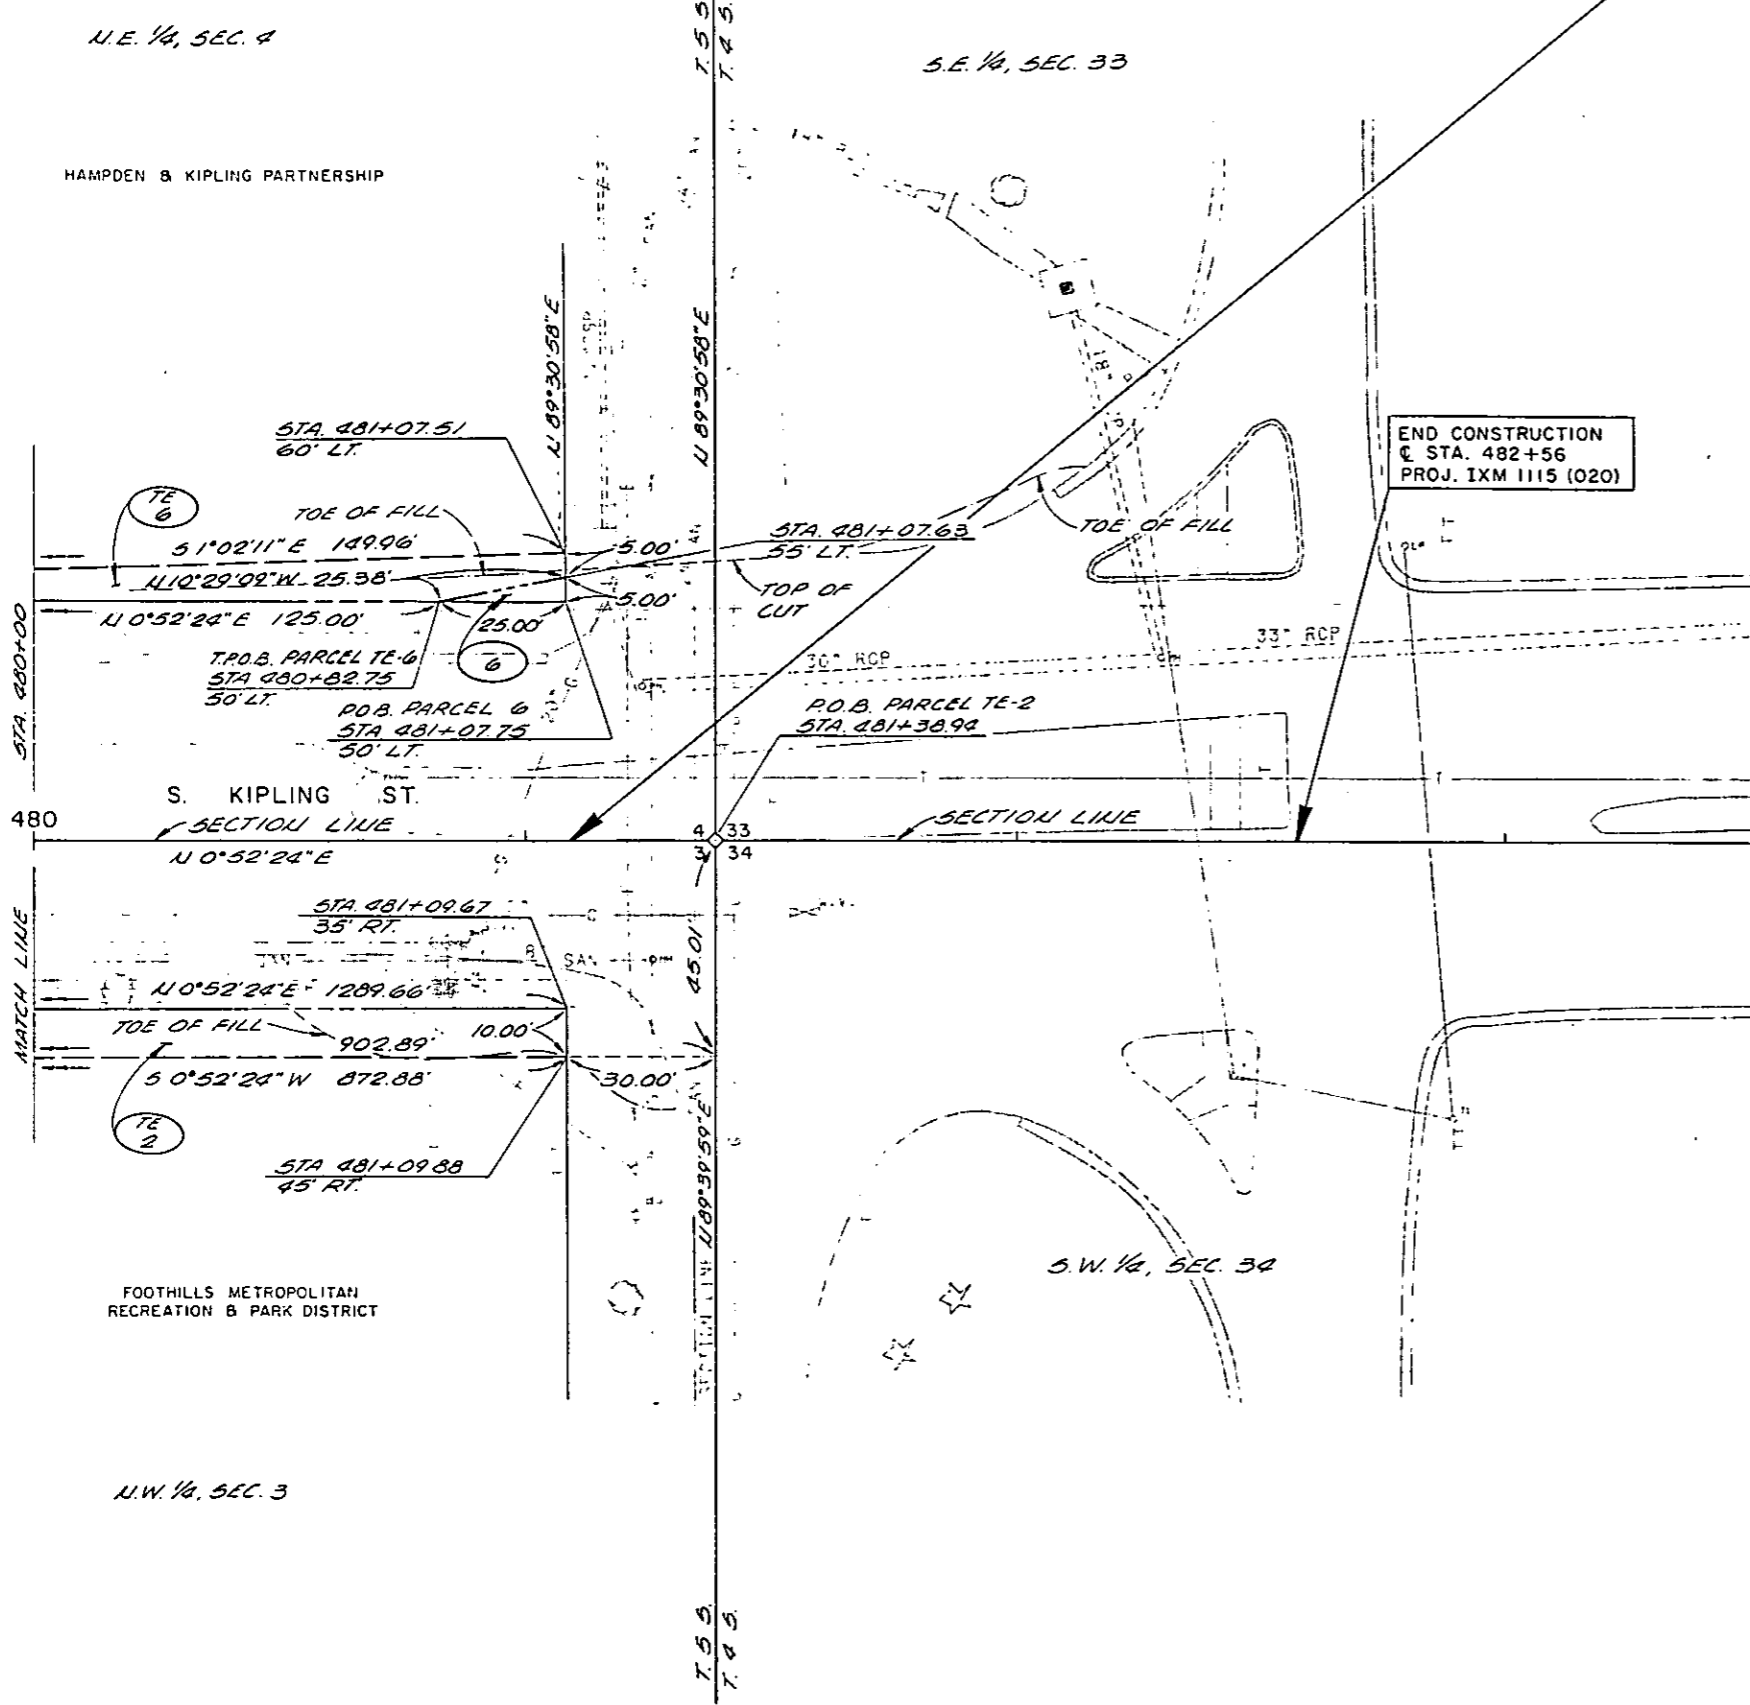 N.E. 1/4, SEC. 4
T. 5 S.
T. 4 S.
S.E. 1/4, SEC. 33
HAMPDEN & KIPLING PARTNERSHIP
N 89°30'58" E
N 89°30'58" E
STA. 481+07.51
60' LT.
END CONSTRUCTION
℄ STA. 482+56
PROJ. IXM 1115 (020)
TE
6
TOE OF FILL
STA. 481+07.63
55' LT.
TOE OF FILL
S 1°02'11" E 149.96'
5.00'
N 10°29'02" W 25.38'
TOP OF
CUT
5.00'
N 0°52'24" E 125.00'
25.00'
STA. 480+00
T.P.O.B. PARCEL TE-6
STA 480+82.75
50' LT.
6
33" RCP
P.O.B. PARCEL 6
STA 481+07.75
50' LT.
P.O.B. PARCEL TE-2
STA. 481+38.94
S. KIPLING ST.
480
SECTION LINE
4 33
SECTION LINE
N 0°52'24" E
3 34
STA. 481+09.67
35' RT.
45.01'
SAN
MATCH LINE
N 0°52'24" E 1289.66'
TOE OF FILL
902.89'
10.00'
S 0°52'24" W 872.88'
30.00'
TE
2
N 89°39'59" E
STA 481+09.88
45' RT.
S.W. 1/4, SEC. 34
FOOTHILLS METROPOLITAN
RECREATION & PARK DISTRICT
N.W. 1/4, SEC. 3
T. 5 S.
T. 4 S.